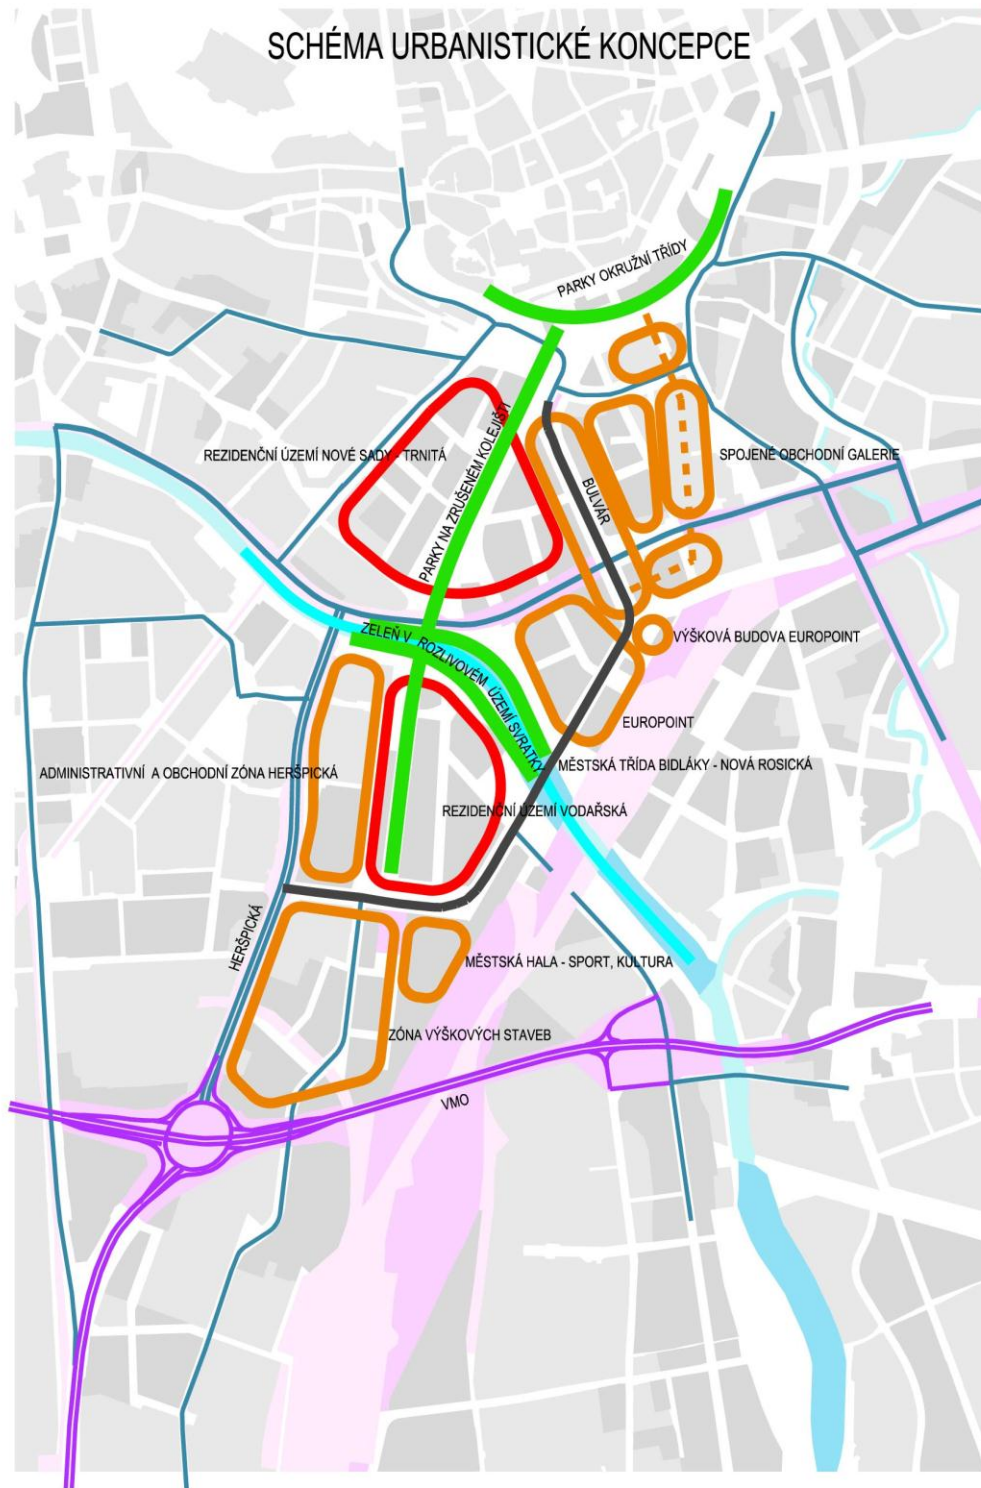 SCHÉMA URBANISTICKÉ KONCEPCE
PARKY OKRUŽNÍ TŘÍDY
REZIDENČNÍ ÚZEMÍ NOVÉ SADY - TRNITÁ
PARKY NA ZRUŠENÉM KOLEJIŠTI
BULVÁR
SPOJENÉ OBCHODNÍ GALERIE
ZELEŇ V ROZLIVOVÉM ÚZEMÍ SVRATKY
VÝŠKOVÁ BUDOVA EUROPOINT
EUROPOINT
MĚSTSKÁ TŘÍDA BIDLÁKY - NOVÁ ROSICKÁ
ADMINISTRATIVNÍ A OBCHODNÍ ZÓNA HERŠPICKÁ
REZIDENČNÍ ÚZEMÍ VODAŘSKÁ
HERŠPICKÁ
MĚSTSKÁ HALA - SPORT, KULTURA
ZÓNA VÝŠKOVÝCH STAVEB
VMO